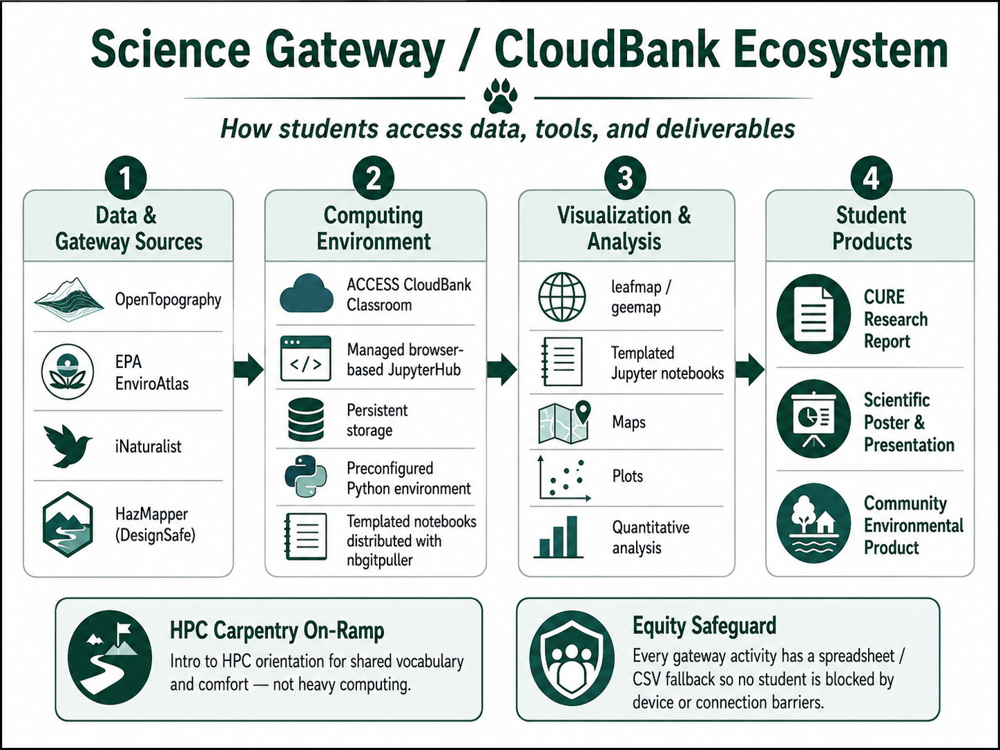 Science Gateway / CloudBank Ecosystem
How students access data, tools, and deliverables
1
Data &
Gateway Sources
OpenTopography
EPA
EnviroAtlas
iNaturalist
HazMapper
(DesignSafe)
2
Computing
Environment
ACCESS CloudBank
Classroom
</>
Managed browser-
based JupyterHub
Persistent
storage
Preconfigured
Python environment
Templated notebooks
distributed with
nbgitpuller
3
Visualization &
Analysis
leafmap /
geemap
Templated
Jupyter notebooks
Maps
Plots
Quantitative
analysis
4
Student
Products
CURE
Research
Report
Scientific
Poster &
Presentation
Community
Environmental
Product
HPC Carpentry On-Ramp
Intro to HPC orientation for shared vocabulary
and comfort — not heavy computing.
Equity Safeguard
Every gateway activity has a spreadsheet /
CSV fallback so no student is blocked by
device or connection barriers.